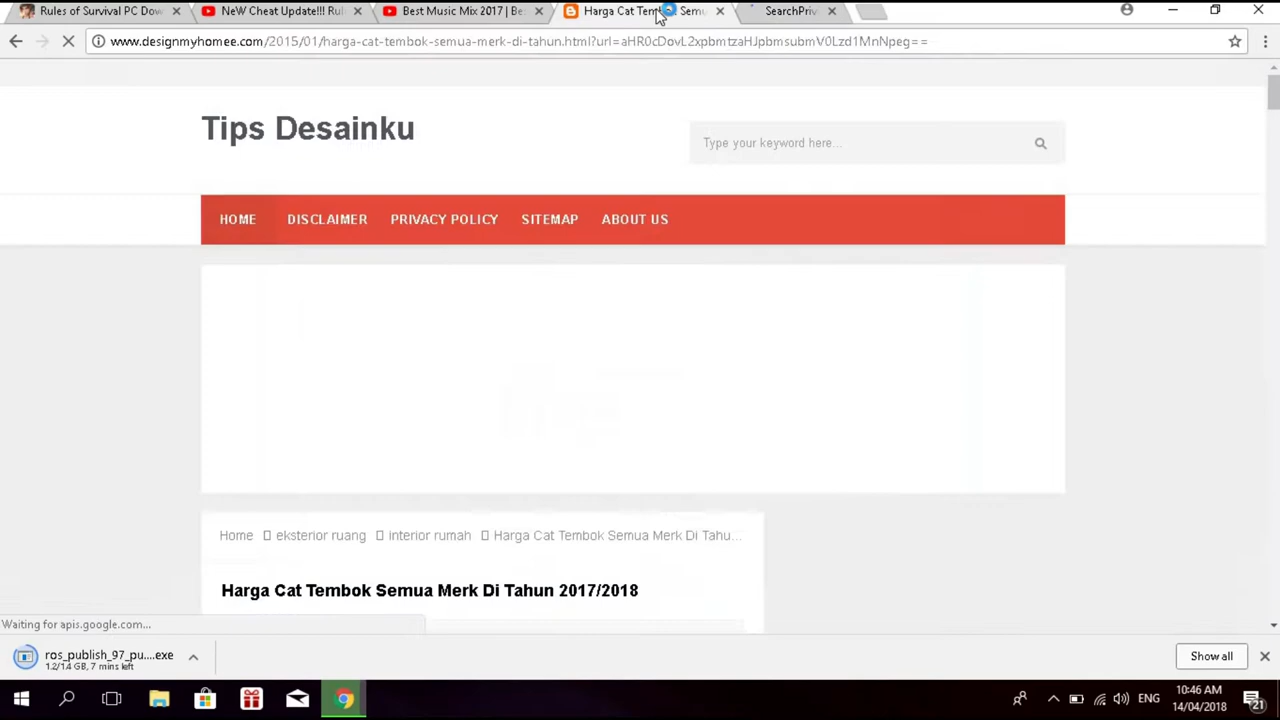 Rules of Survival PC Dow
NeW Cheat Update!!! Rul
Best Music Mix 2017 | Be
Harga Cat Tem Semu
SearchPriv
www.designmyhomee.com/2015/01/harga-cat-tembok-semua-merk-di-tahun.html?url=aHR0cDovL2xpbmtzaHJpbmsubmV0Lzd1MnNpeg==
Tips Desainku
Type your keyword here...
HOME DISCLAIMER PRIVACY POLICY SITEMAP ABOUT US
Home eksterior ruang interior rumah Harga Cat Tembok Semua Merk Di Tahu...
Harga Cat Tembok Semua Merk Di Tahun 2017/2018
Waiting for apis.google.com...
ros_publish_97_pu....exe
1.2/1.4 GB, 7 mins left
Show all
ENG
10:46 AM
14/04/2018
21